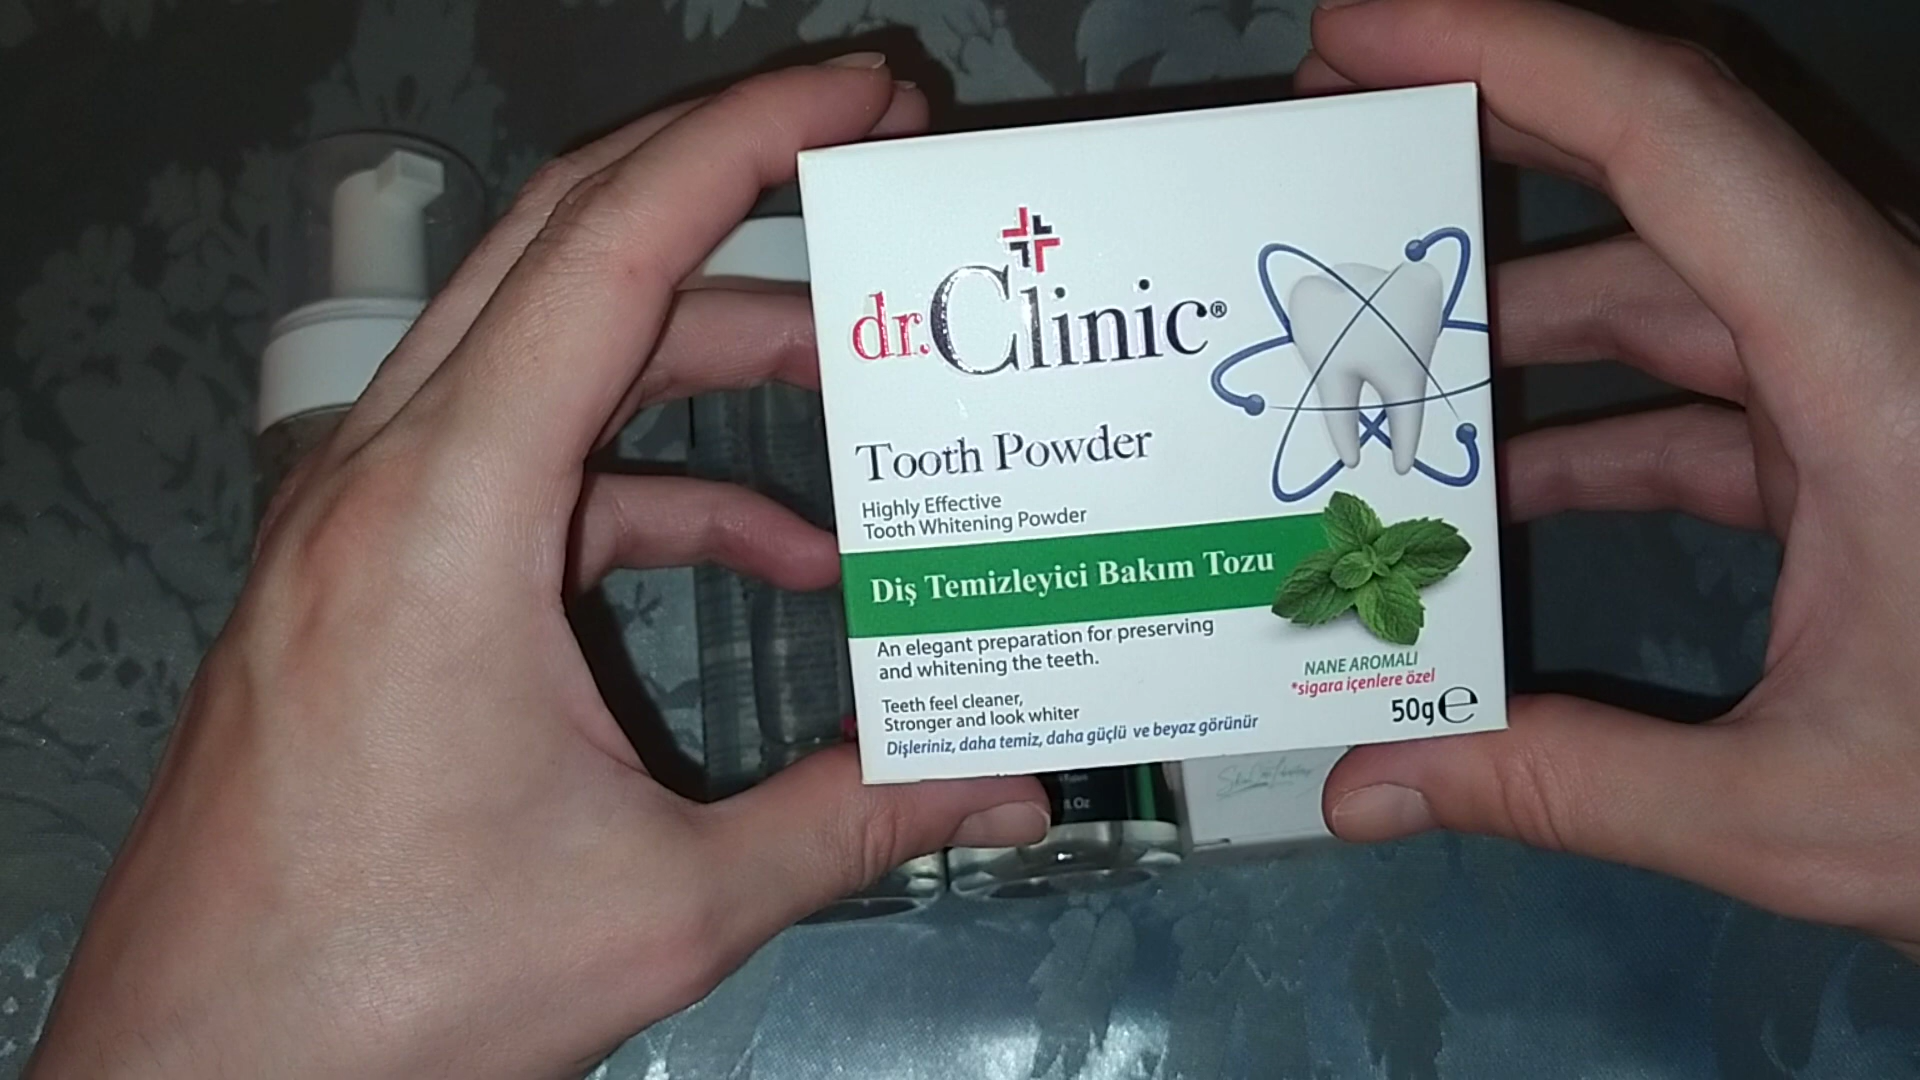 dr.Clinic®
Tooth Powder
Highly Effective
Tooth Whitening Powder
Diş Temizleyici Bakım Tozu
An elegant preparation for preserving
and whitening the teeth.
Teeth feel cleaner,
Stronger and look whiter
Dişleriniz, daha temiz, daha güçlü ve beyaz görünür
NANE AROMALI
*sigara içenlere özel
50g℮
Oz